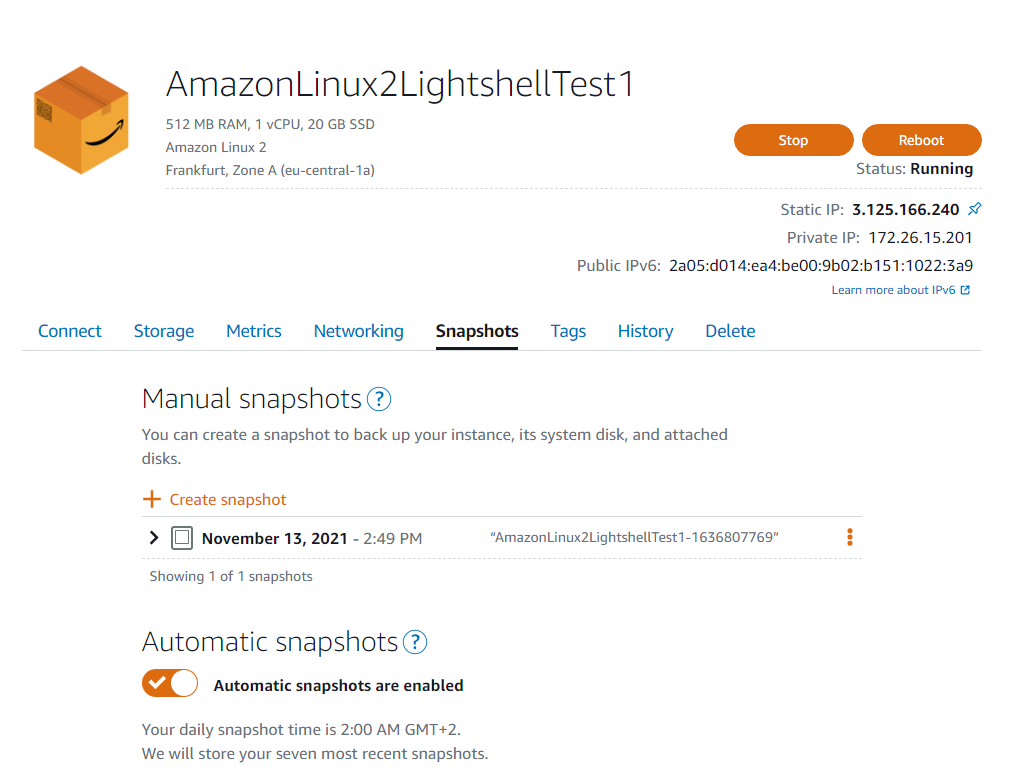 AmazonLinux2LightshellTest1
512 MB RAM, 1 vCPU, 20 GB SSD
Amazon Linux 2
Frankfurt, Zone A (eu-central-1a)
Stop
Reboot
Status: Running
Static IP: 3.125.166.240
Private IP: 172.26.15.201
Public IPv6: 2a05:d014:ea4:be00:9b02:b151:1022:3a9
Learn more about IPv6
Connect Storage Metrics Networking Snapshots Tags History Delete
Manual snapshots ?
You can create a snapshot to back up your instance, its system disk, and attached
disks.
+ Create snapshot
November 13, 2021 - 2:49 PM “AmazonLinux2LightshellTest1-1636807769”
Showing 1 of 1 snapshots
Automatic snapshots ?
Automatic snapshots are enabled
Your daily snapshot time is 2:00 AM GMT+2.
We will store your seven most recent snapshots.